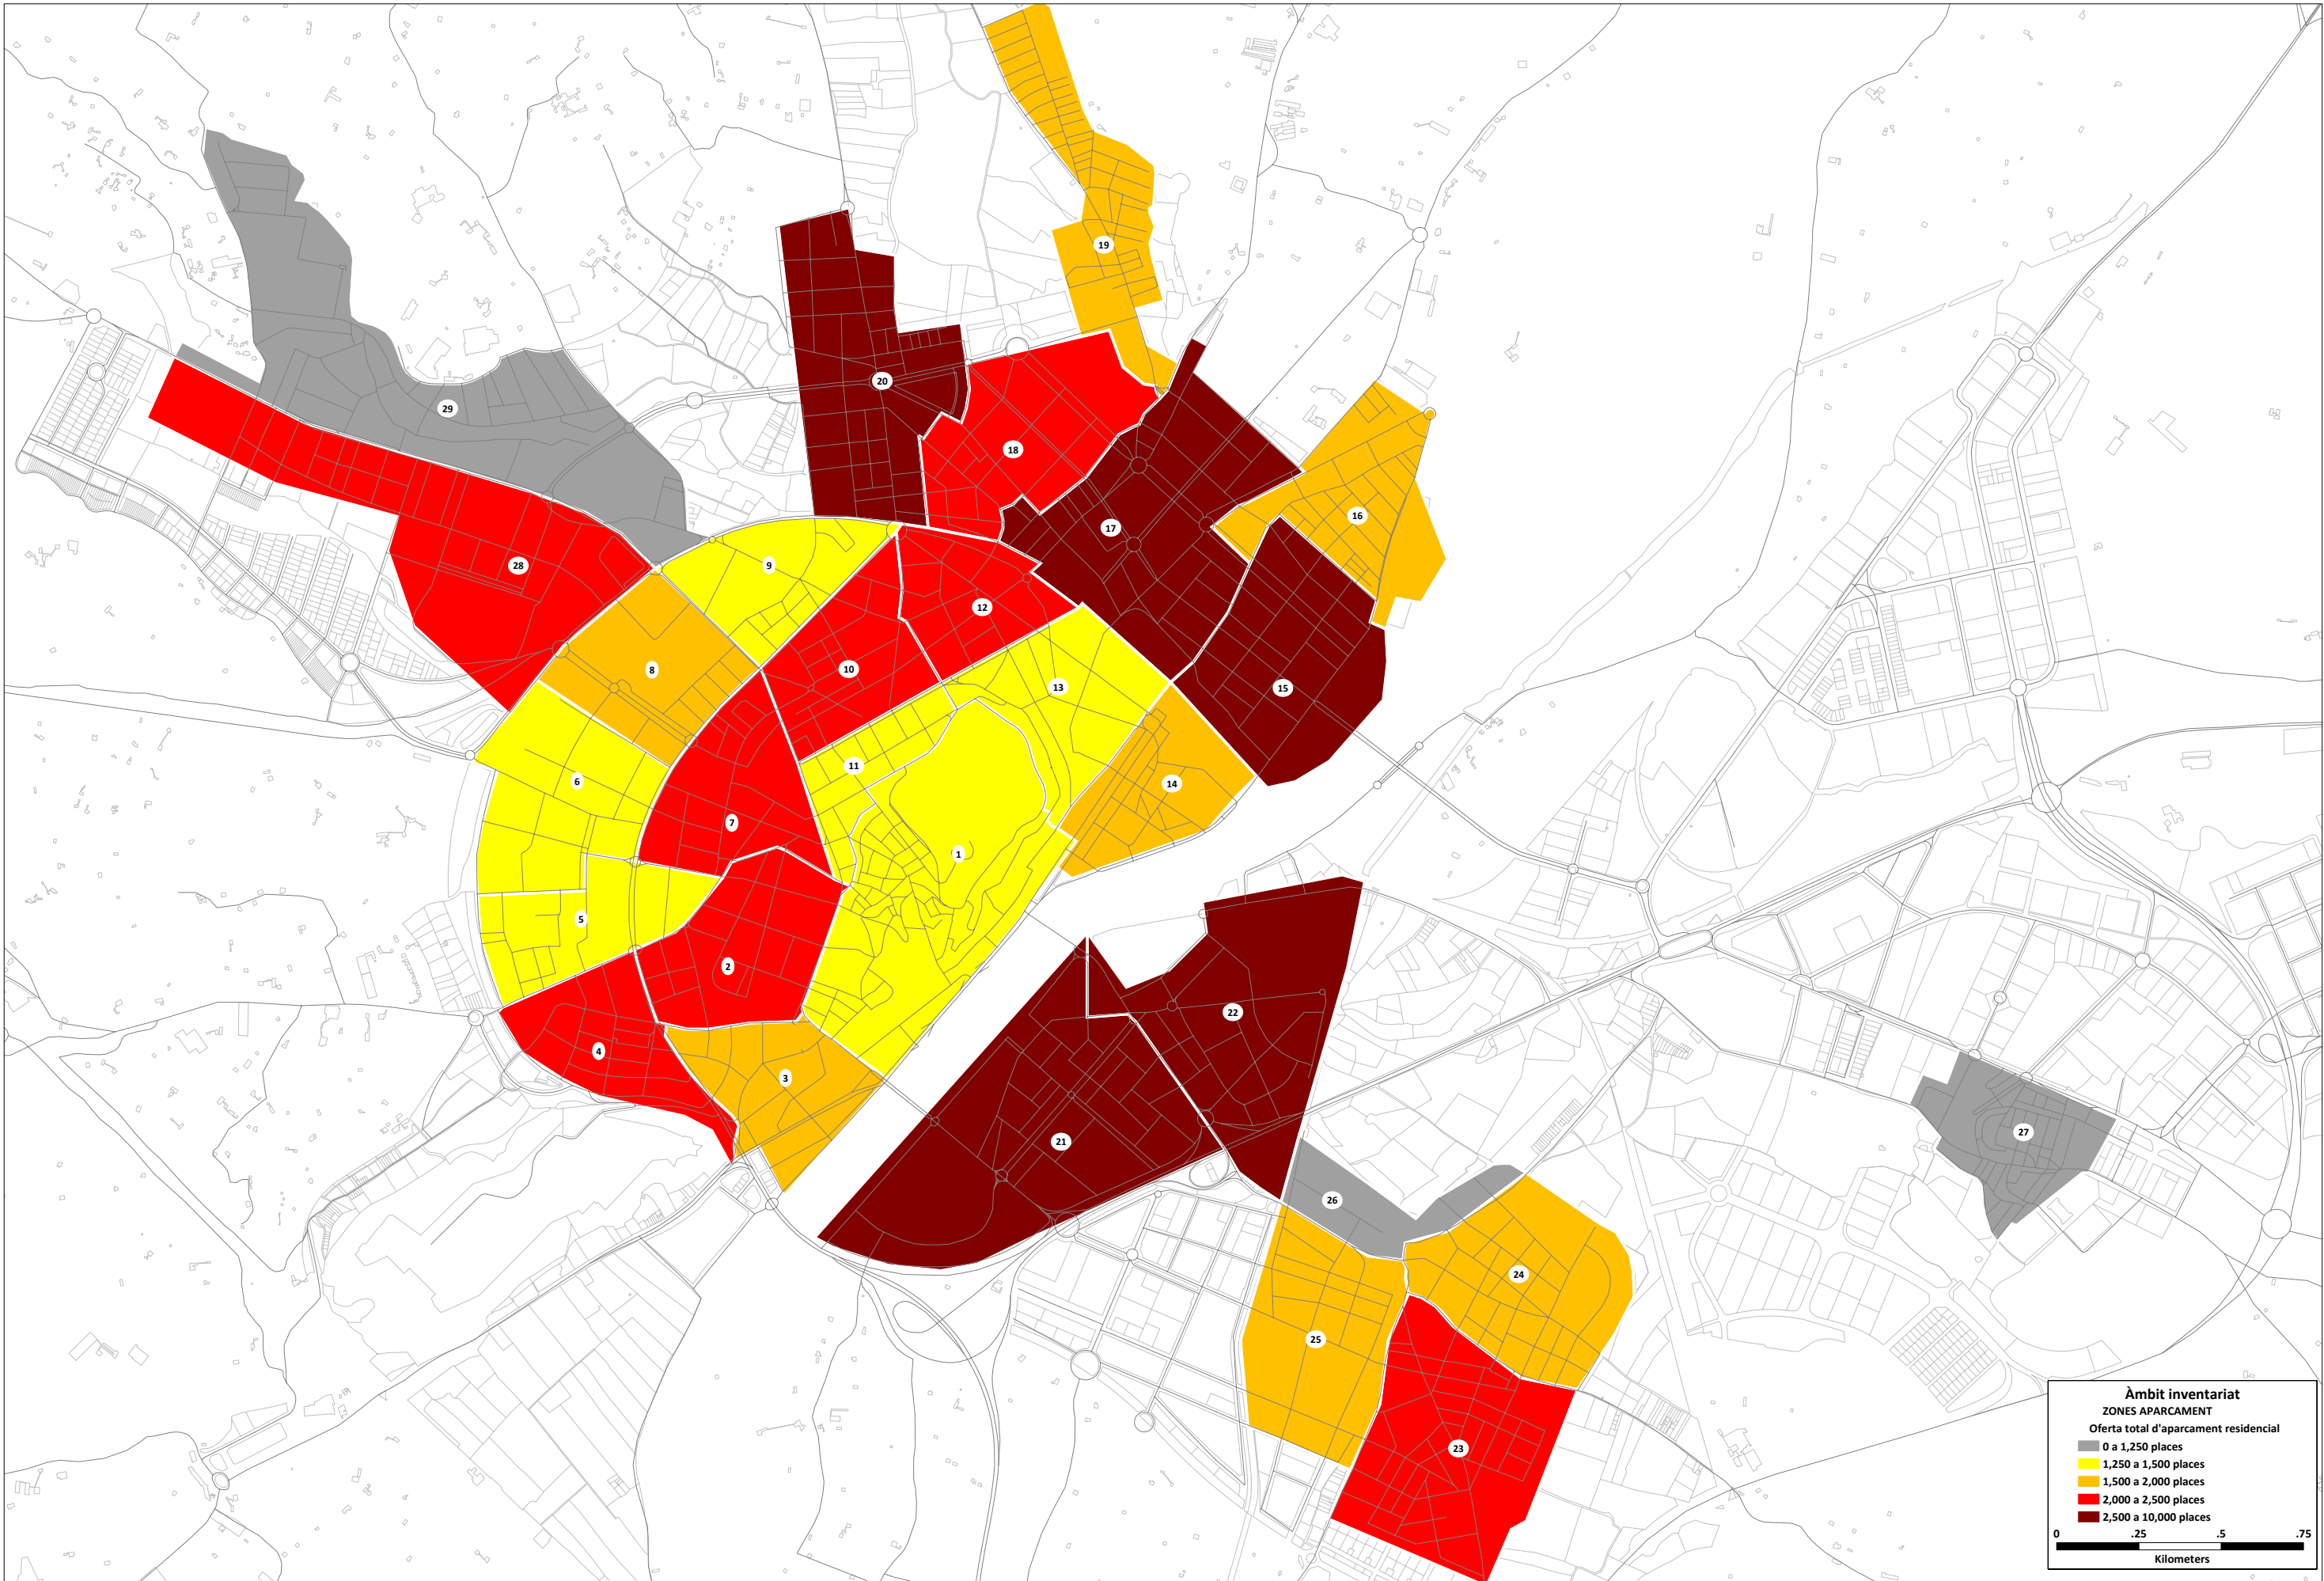 19
20
29
18
17
16
28
9
12
8
10
13
15
6
11
14
7
1
5
2
22
4
3
21
27
26
24
25
23
Àmbit inventariat
ZONES APARCAMENT
Oferta total d'aparcament residencial
0 a 1,250 places
1,250 a 1,500 places
1,500 a 2,000 places
2,000 a 2,500 places
2,500 a 10,000 places
0 .25 .5 .75
Kilometers